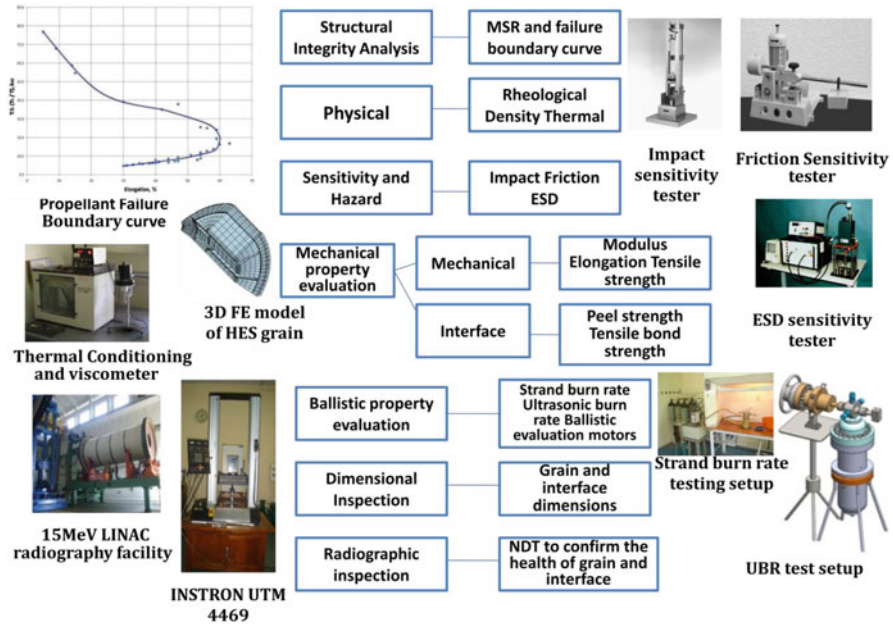 Structural
Integrity Analysis
MSR and failure
boundary curve
Physical
Rheological
Density Thermal
Sensitivity and
Hazard
Impact Friction
ESD
Impact
sensitivity
tester
Friction Sensitivity
tester
Elongation, %
Propellant Failure
Boundary curve
Mechanical
property
evaluation
Mechanical
Modulus
Elongation Tensile
strength
Interface
Peel strength
Tensile bond
strength
3D FE model
of HES grain
ESD sensitivity
tester
Thermal Conditioning
and viscometer
Ballistic property
evaluation
Strand burn rate
Ultrasonic burn
rate Ballistic
evaluation motors
Strand burn rate
testing setup
Dimensional
Inspection
Grain and
interface
dimensions
15MeV LINAC
radiography facility
Radiographic
inspection
NDT to confirm the
health of grain and
interface
INSTRON UTM
4469
UBR test setup